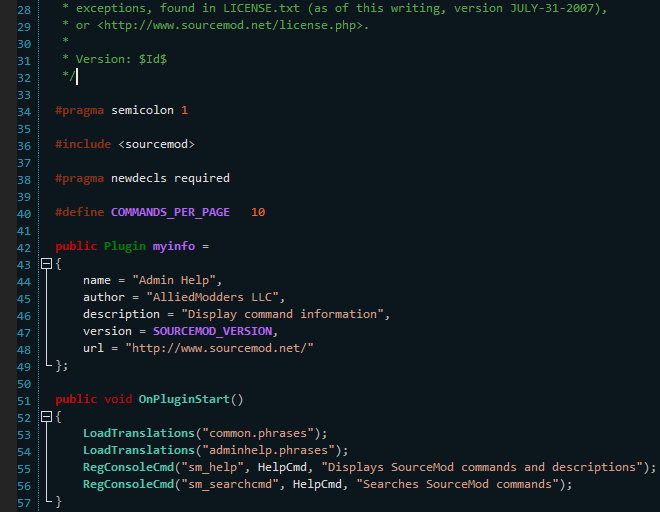 28 * exceptions, found in LICENSE.txt (as of this writing, version JULY-31-2007),
29 * or <http://www.sourcemod.net/license.php>.
30 *
31 * Version: $Id$
32 */
33
34 #pragma semicolon 1
35
36 #include <sourcemod>
37
38 #pragma newdecls required
39
40 #define COMMANDS_PER_PAGE   10
41
42 public Plugin myinfo =
43 {
44     name = "Admin Help",
45     author = "AlliedModders LLC",
46     description = "Display command information",
47     version = SOURCEMOD_VERSION,
48     url = "http://www.sourcemod.net/"
49 };
50
51 public void OnPluginStart()
52 {
53     LoadTranslations("common.phrases");
54     LoadTranslations("adminhelp.phrases");
55     RegConsoleCmd("sm_help", HelpCmd, "Displays SourceMod commands and descriptions");
56     RegConsoleCmd("sm_searchcmd", HelpCmd, "Searches SourceMod commands");
57 }